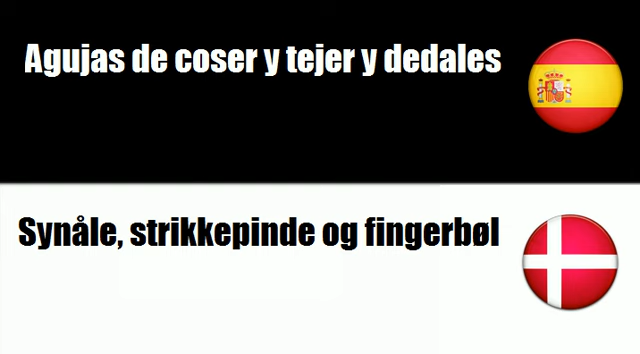 Agujas de coser y tejer y dedales
Synåle, strikkepinde og fingerbøl